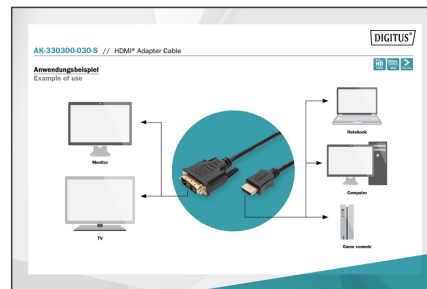 DIGITUS®
AK-330300-030-S // HDMI® Adapter Cable
Anwendungsbeispiel
Example of use
Monitor
TV
Notebook
Computer
Game console